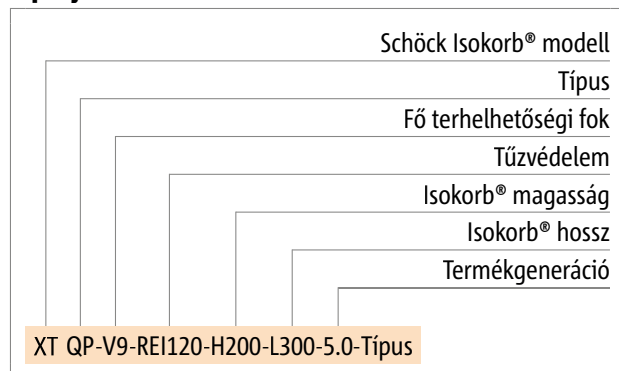 Schöck Isokorb® modell
Típus
Fő terhelhetőségi fok
Tűzvédelem
Isokorb® magasság
Isokorb® hossz
Termékgeneráció
XT QP-V9-REI120-H200-L300-5.0-Típus